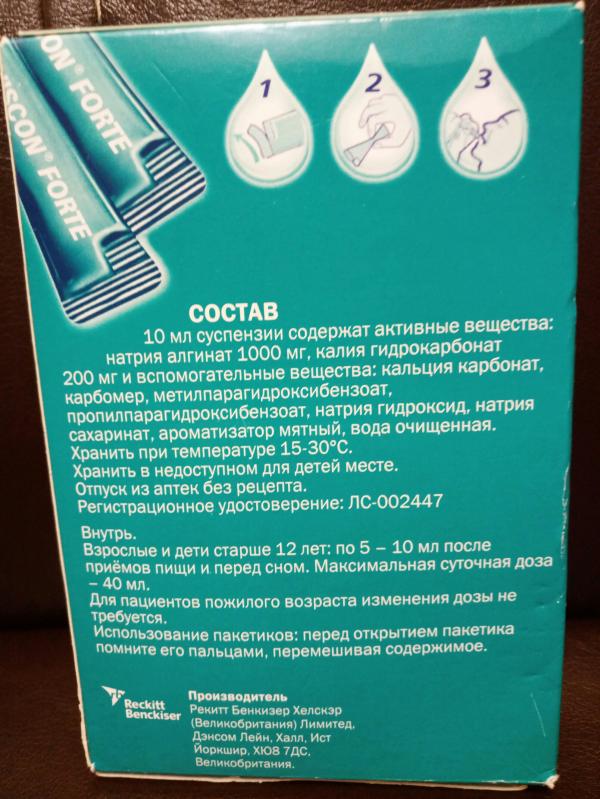 ISCON® FORTE
ISCON® FORTE
1 2 3
СОСТАВ
10 мл суспензии содержат активные вещества:
натрия алгинат 1000 мг, калия гидрокарбонат
200 мг и вспомогательные вещества: кальция карбонат,
карбомер, метилпарагидроксибензоат,
пропилпарагидроксибензоат, натрия гидроксид, натрия
сахаринат, ароматизатор мятный, вода очищенная.
Хранить при температуре 15-30°C.
Хранить в недоступном для детей месте.
Отпуск из аптек без рецепта.
Регистрационное удостоверение: ЛС-002447
Внутрь.
Взрослые и дети старше 12 лет: по 5 – 10 мл после
приёмов пищи и перед сном. Максимальная суточная доза
– 40 мл.
Для пациентов пожилого возраста изменения дозы не
требуется.
Использование пакетиков: перед открытием пакетика
помните его пальцами, перемешивая содержимое.
Reckitt
Benckiser
Производитель
Рекитт Бенкизер Хелскэр
(Великобритания) Лимитед,
Дэнсом Лейн, Халл, Ист
Йоркшир, ХЮ8 7ДС,
Великобритания.